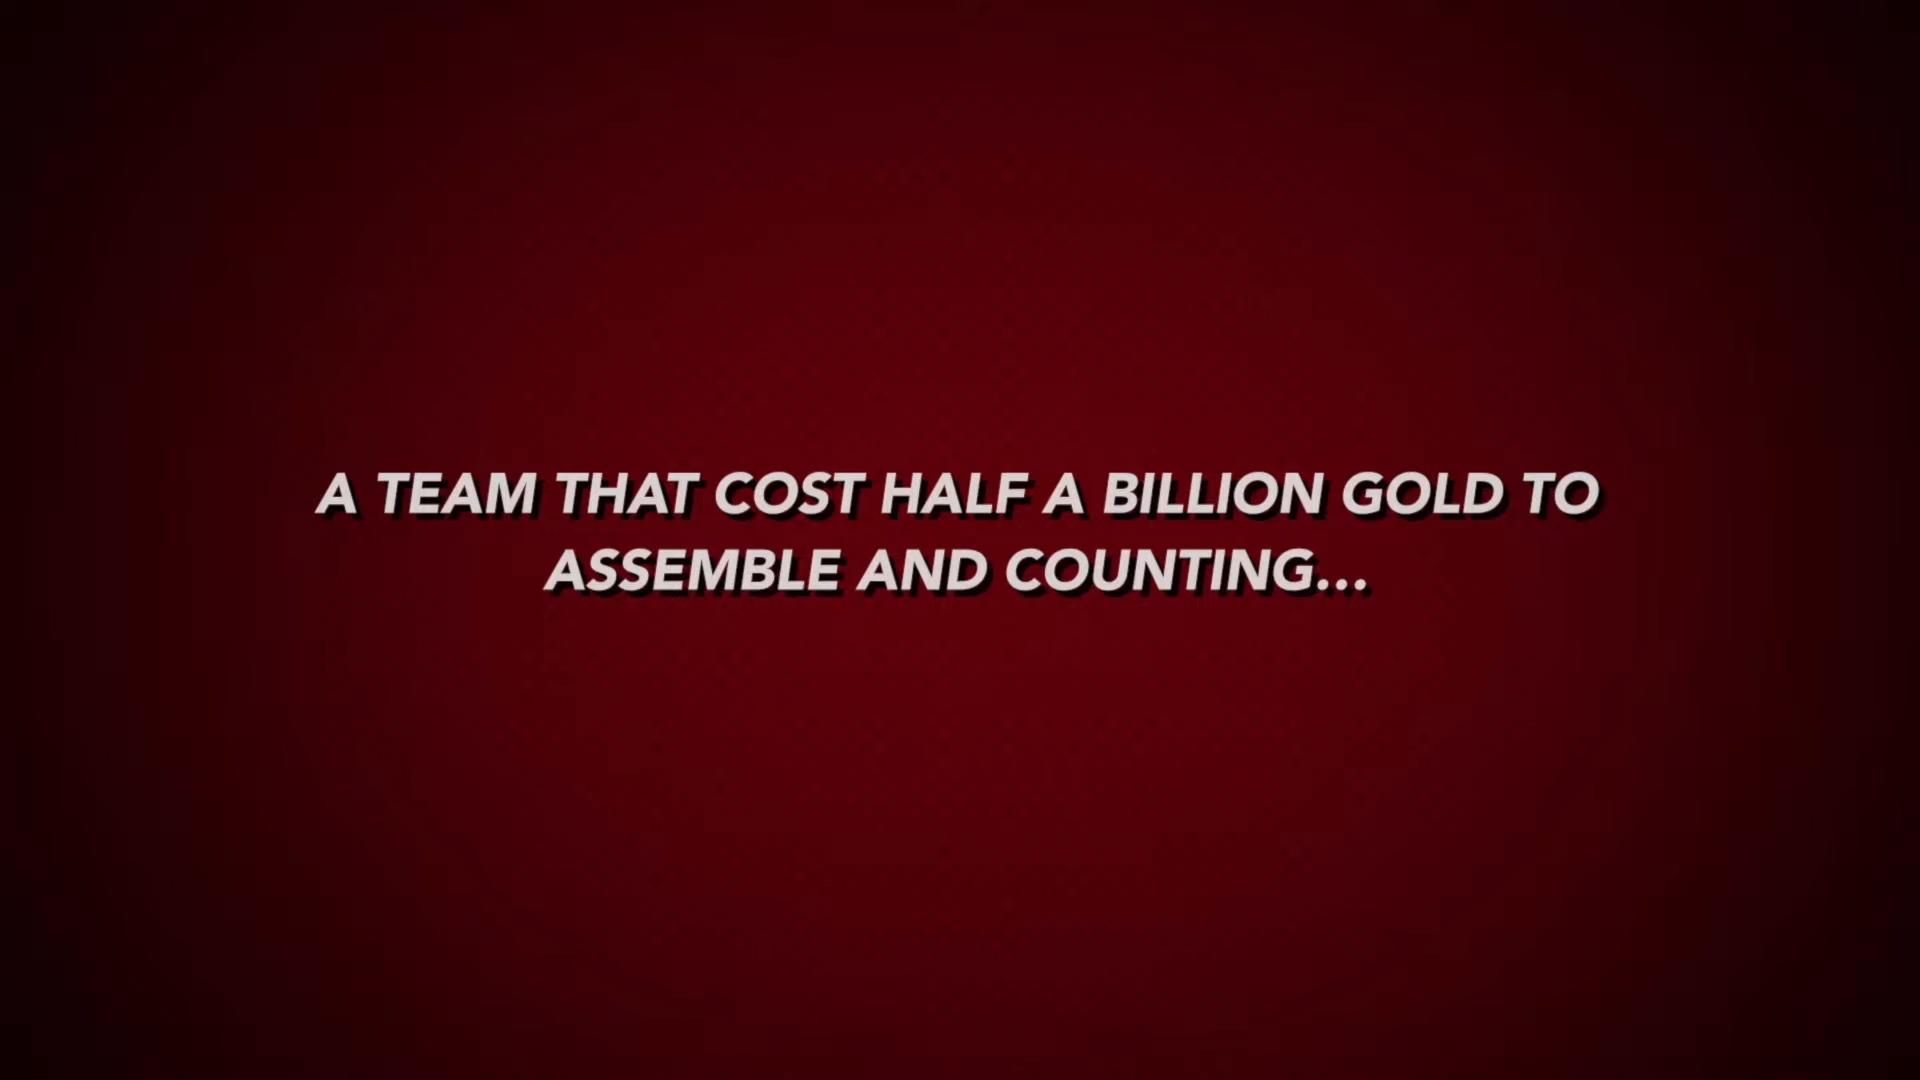 A TEAM THAT COST HALF A BILLION GOLD TO
ASSEMBLE AND COUNTING...